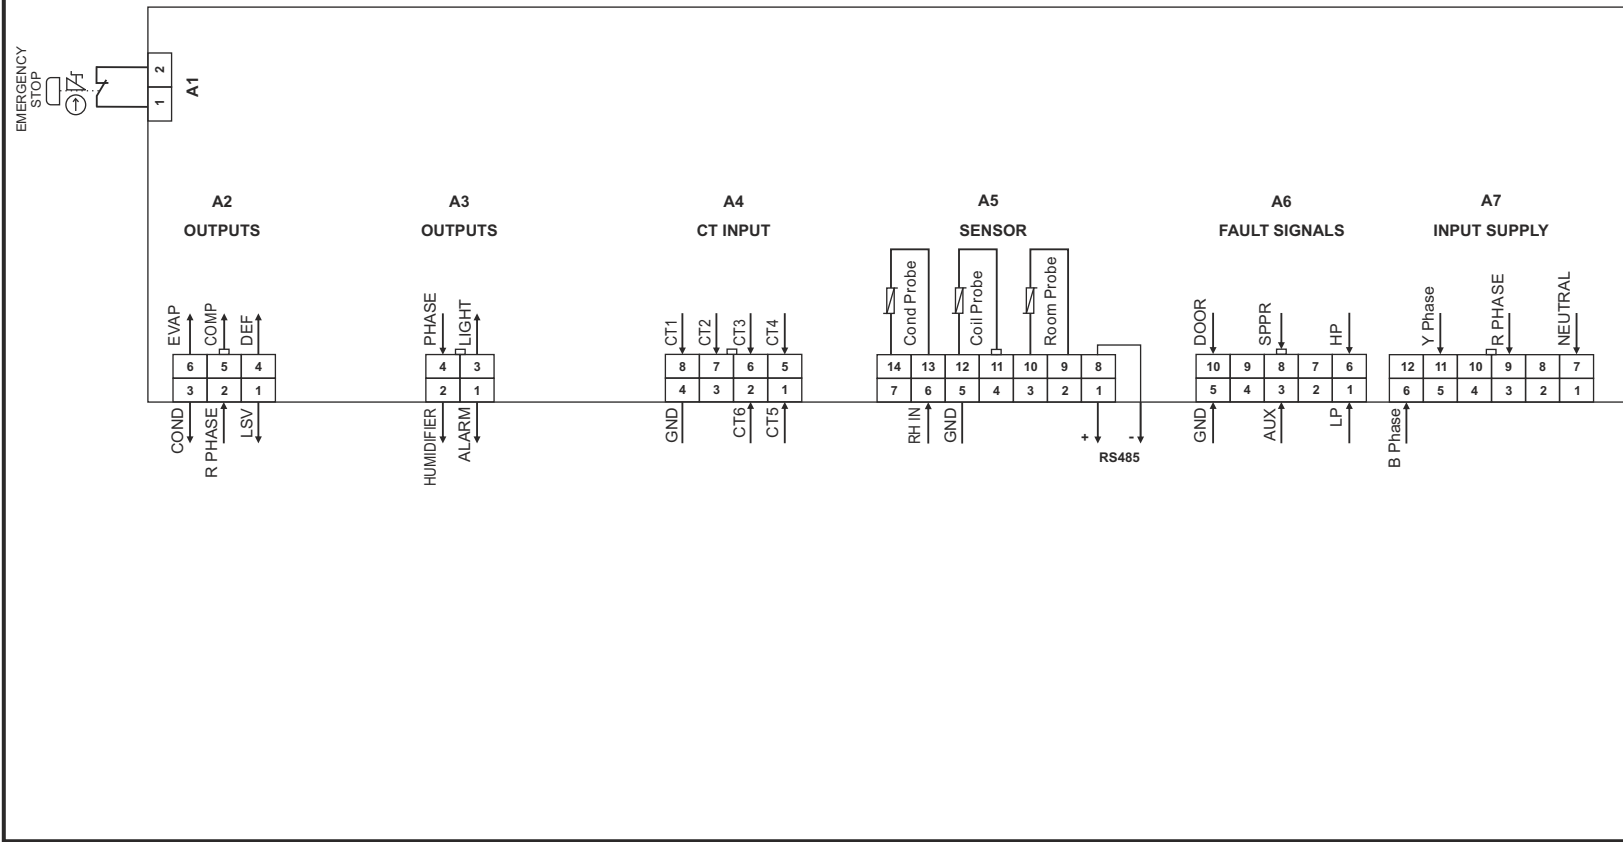 EMERGENCY
STOP
2
1
A1
A2
OUTPUTS
EVAP
COMP
DEF
6 5 4
3 2 1
COND
R PHASE
LSV
A3
OUTPUTS
PHASE
LIGHT
4 3
2 1
HUMIDIFIER
ALARM
A4
CT INPUT
CT1
CT2
CT3
CT4
8 7 6 5
4 3 2 1
GND
CT6
CT5
A5
SENSOR
Cond Probe
Coil Probe
Room Probe
14 13 12 11 10 9 8
7 6 5 4 3 2 1
RH IN
GND
+ -
RS485
A6
FAULT SIGNALS
DOOR
SPPR
HP
10 9 8 7 6
5 4 3 2 1
GND
AUX
LP
A7
INPUT SUPPLY
Y Phase
R PHASE
NEUTRAL
12 11 10 9 8 7
6 5 4 3 2 1
B Phase